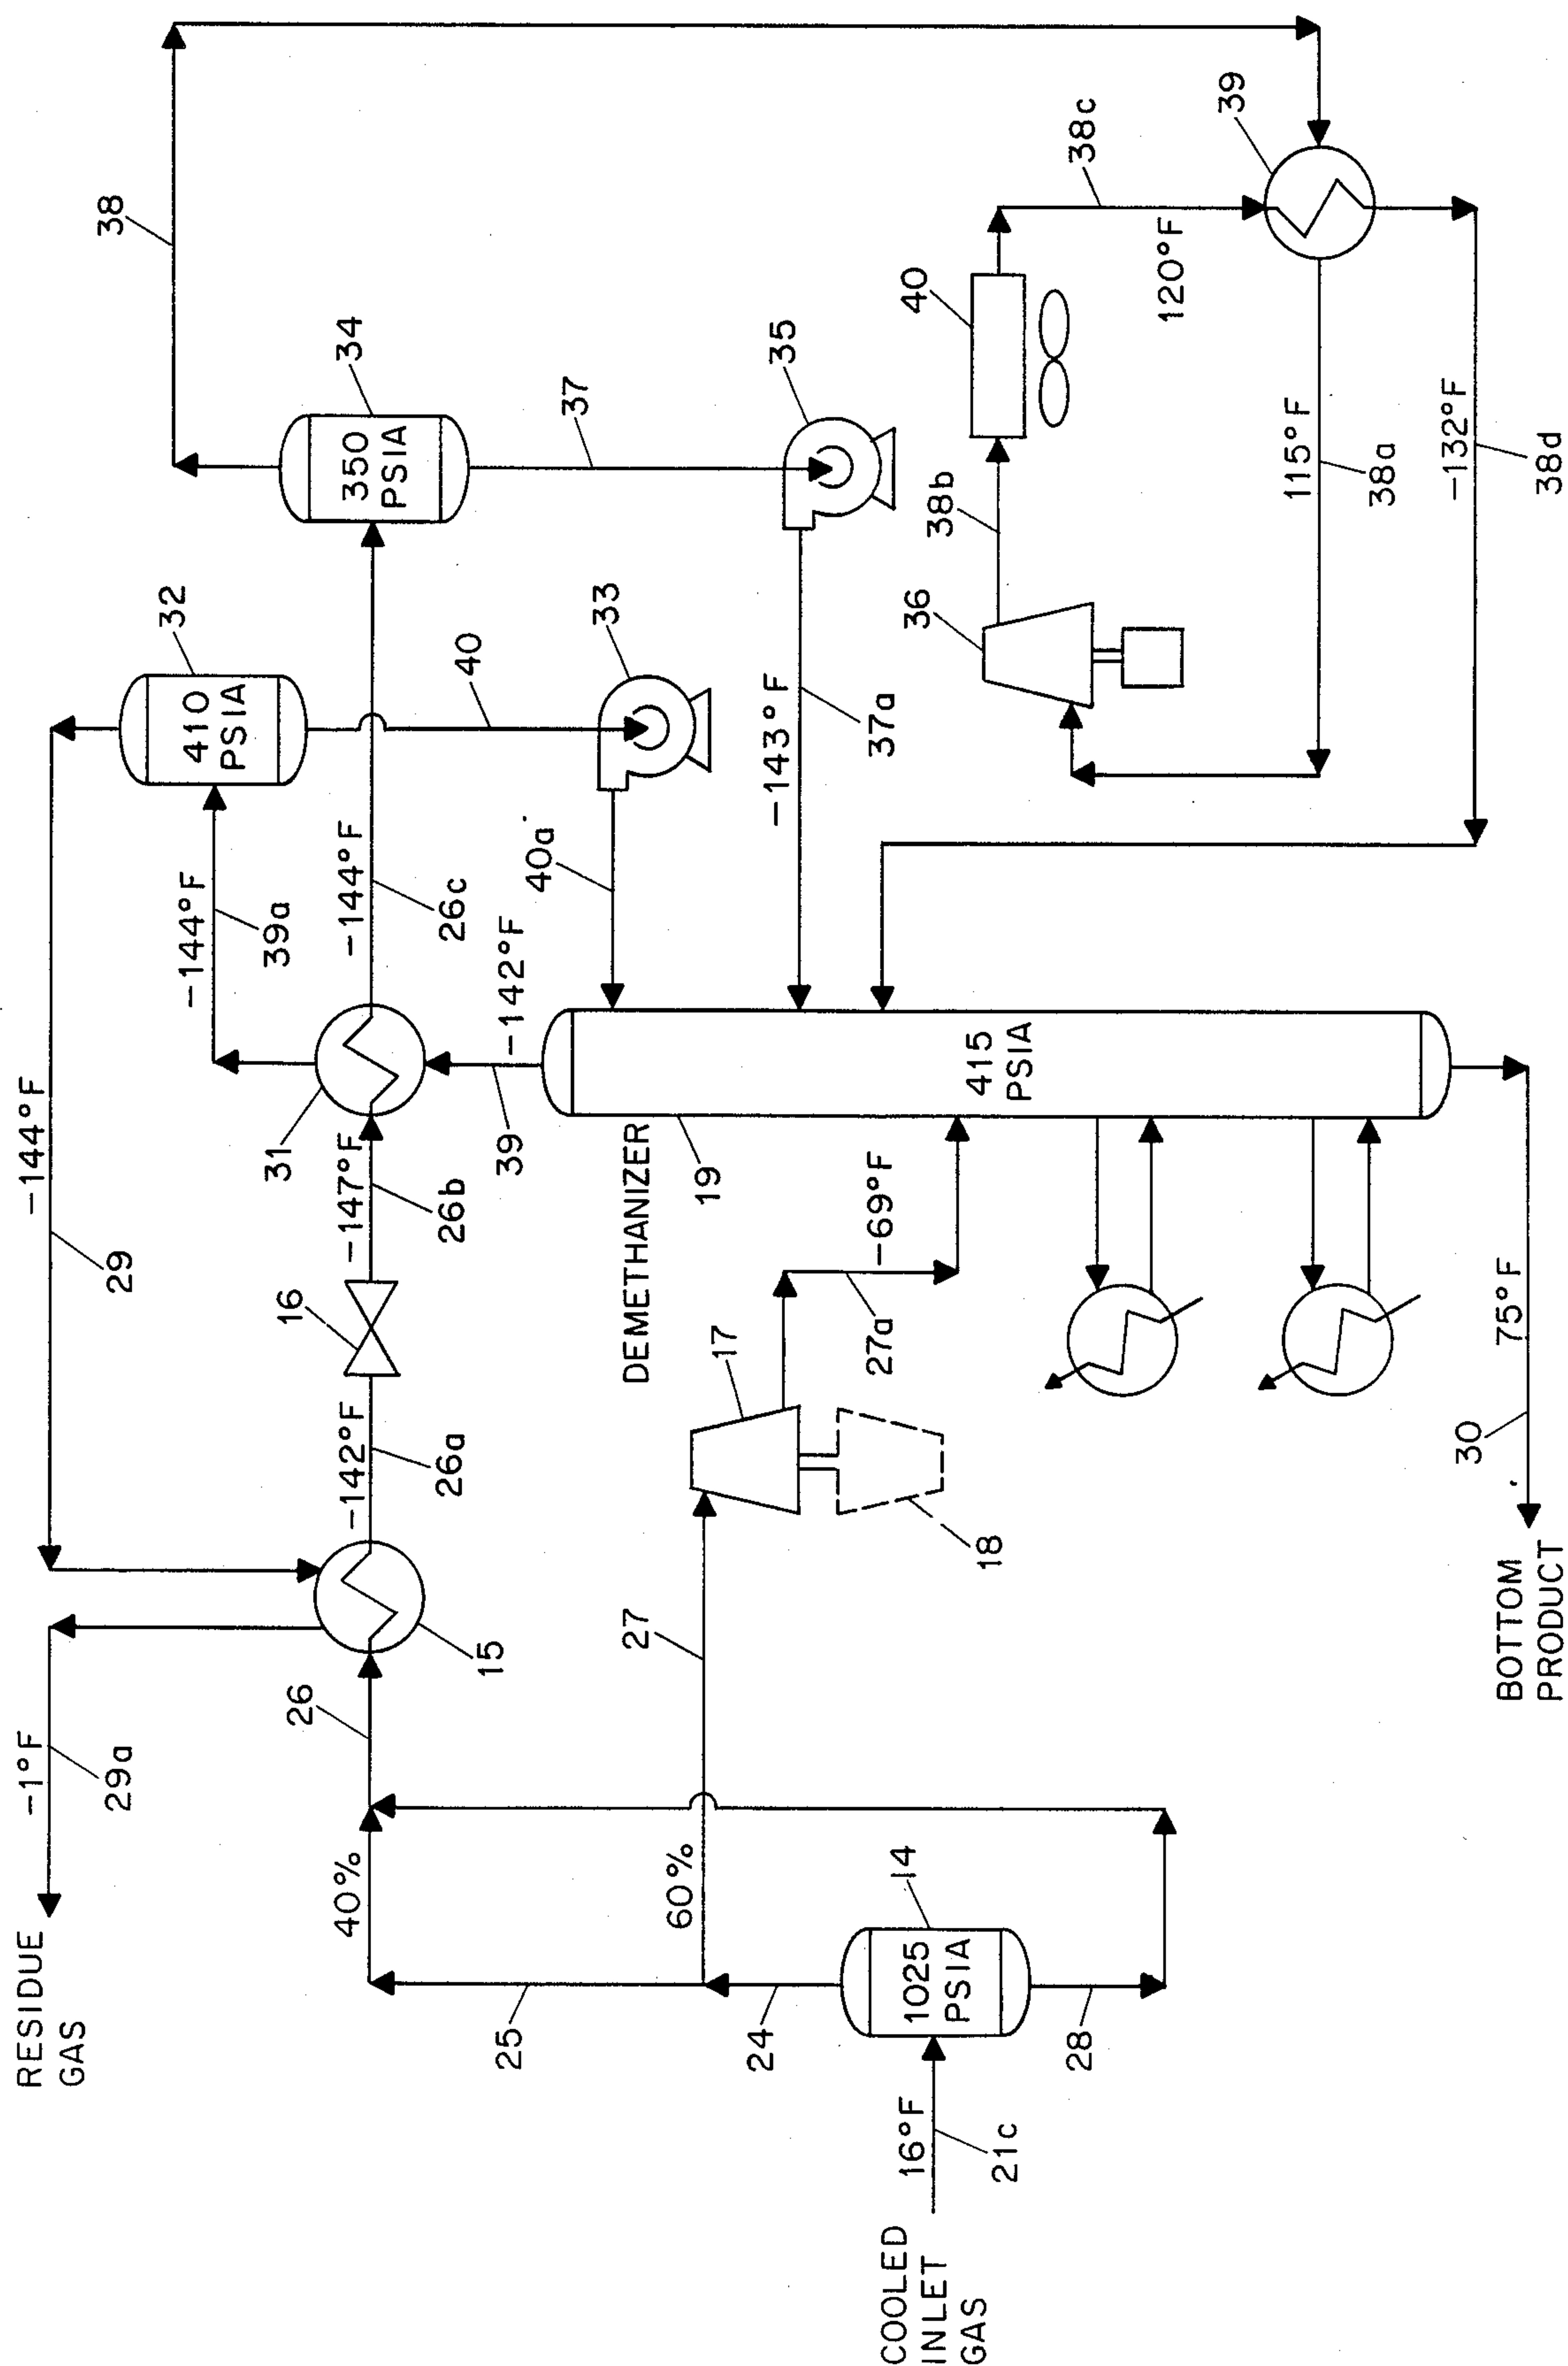 RESIDUE
GAS
-1°F
29a
-144°F
29
38
410
PSIA
32
-144°F
39a
350
PSIA
34
40%
26
15
-142°F
26a
16
-147°F
26b
31
-144°F
26c
39
-142°F
40
33
40a
37
35
25
60%
27
DEMETHANIZER
19
17
18
-69°F
27a
415
PSIA
-143°F
37a
36
38b
40
38c
120°F
39
115°F
38a
-132°F
38d
COOLED
INLET
GAS
16°F
21c
1025
PSIA
14
24
28
BOTTOM
PRODUCT
30
75°F